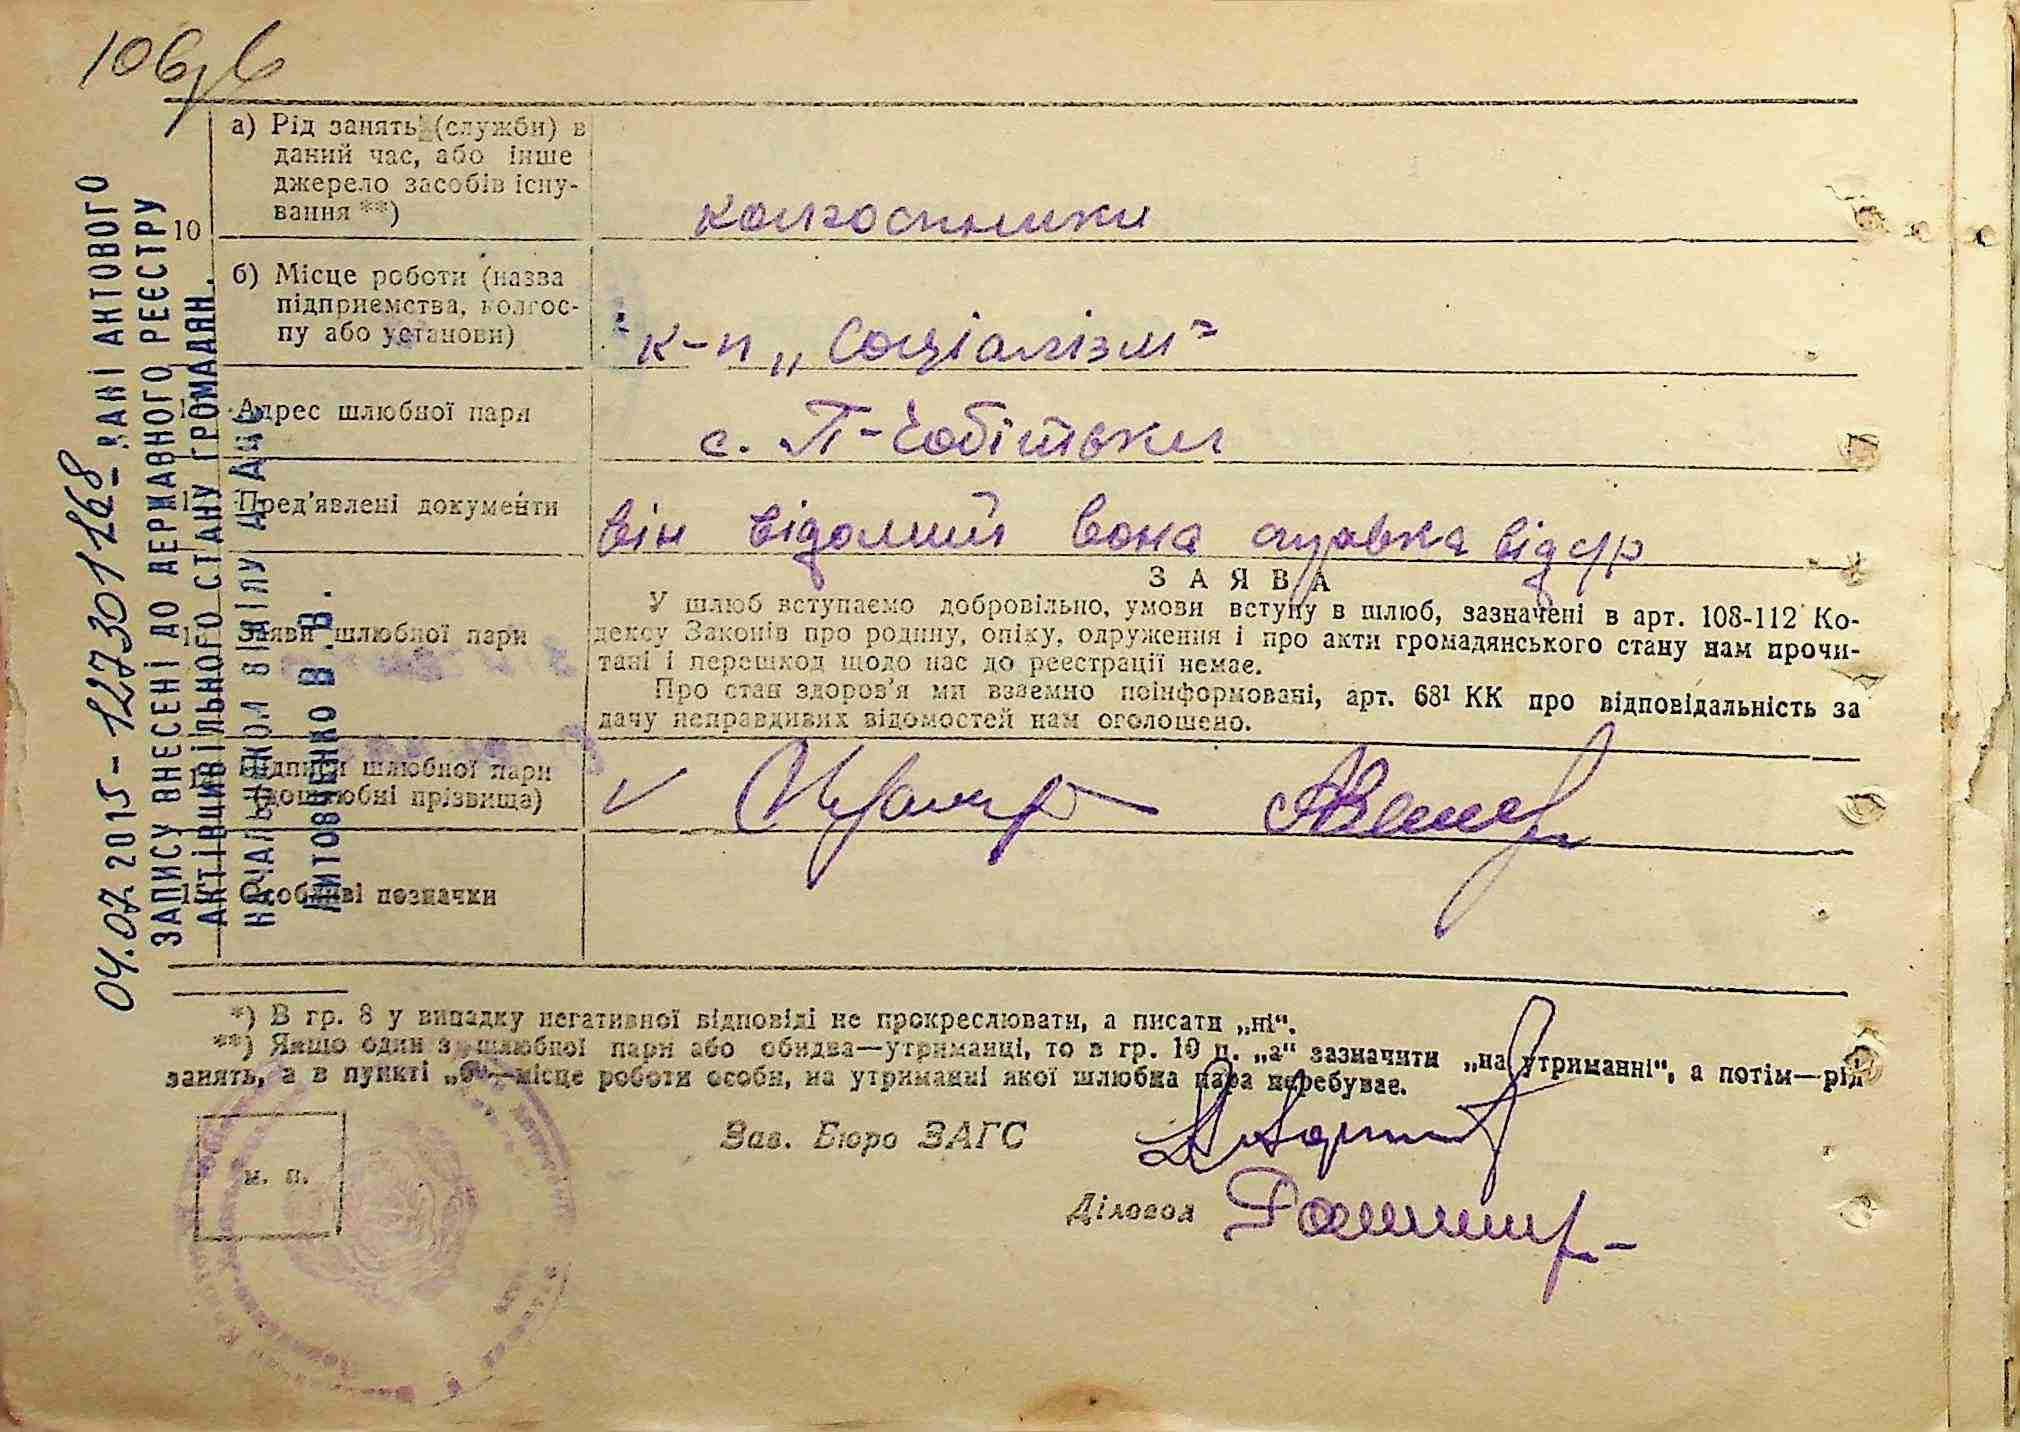 106
а) Рід занять (служби) в
даний час, або інше
джерело засобів існу-
вання **)
колгоспники
10
б) Місце роботи (назва
підприємства, колгос-
пу або установи)
к-п „Соціалізм"
Адрес шлюбної пари
с. П-Чобітьки
Пред'явлені документи
він відомий вона справка від с/р
ЗАЯВА
У шлюб вступаємо добровільно, умови вступу в шлюб, зазначені в арт. 108-112 Ко-
дексу Законів про родину, опіку, одруження і про акти громадянського стану нам прочи-
тані і перешкод щодо нас до реєстрації немає.
Про стан здоров'я ми взаємно поінформовані, арт. 68¹ КК про відповідальність за
дачу неправдивих відомостей нам оголошено.
Заяви шлюбної пари
Підписи шлюбної пари
(дошлюбні прізвища)
Особливі позначки
*) В гр. 8 у випадку негативної відповіді не прокреслювати, а писати „ні“.
**) Якщо один з шлюбної пари або обидва—утриманці, то в гр. 10 п. „а“ зазначити „на утриманні“, а потім—рід
занять, а в пункті „б“—місце роботи особи, на утриманні якої шлюбна пара перебуває.
Зав. Бюро ЗАГС
м. п.
Діловод
04.07.2015 - 127301168 - ДАНІ АКТОВОГО
ЗАПИСУ ВНЕСЕНІ ДО ДЕРЖАВНОГО РЕЄСТРУ
АКТІВ ЦИВІЛЬНОГО СТАНУ ГРОМАДЯН.
НАЧАЛЬНИКОМ ВІДДІЛУ ДРАЦС
ЛИТОВЧЕНКО В. В.